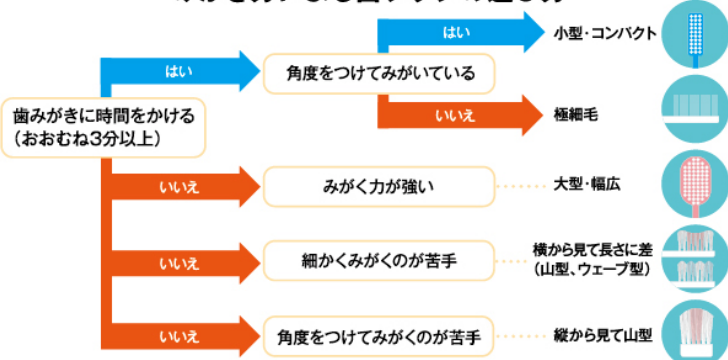 はい
小型・コンパクト
はい
角度をつけてみがいている
いいえ
極細毛
歯みがきに時間をかける
（おおむね3分以上）
いいえ
みがく力が強い
大型・幅広
いいえ
細かくみがくのが苦手
横から見て長さに差
（山型、ウェーブ型）
いいえ
角度をつけてみがくのが苦手
縦から見て山型